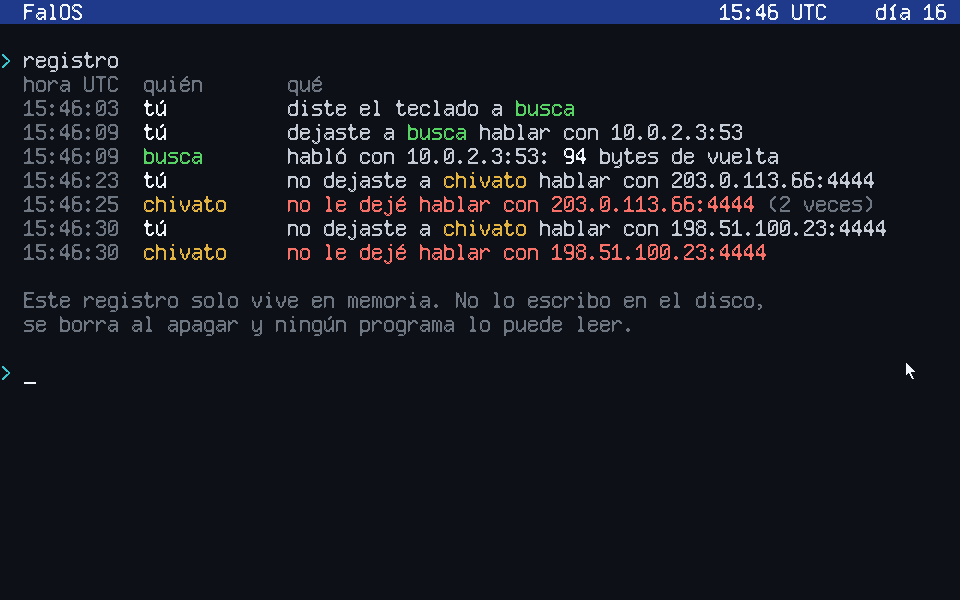 FalOS 15:46 UTC día 16
> registro
hora UTC quién qué
15:46:03 tú diste el teclado a busca
15:46:09 tú dejaste a busca hablar con 10.0.2.3:53
15:46:09 busca habló con 10.0.2.3:53: 94 bytes de vuelta
15:46:23 tú no dejaste a chivato hablar con 203.0.113.66:4444
15:46:25 chivato no le dejé hablar con 203.0.113.66:4444 (2 veces)
15:46:30 tú no dejaste a chivato hablar con 198.51.100.23:4444
15:46:30 chivato no le dejé hablar con 198.51.100.23:4444
Este registro solo vive en memoria. No lo escribo en el disco,
se borra al apagar y ningún programa lo puede leer.
> _